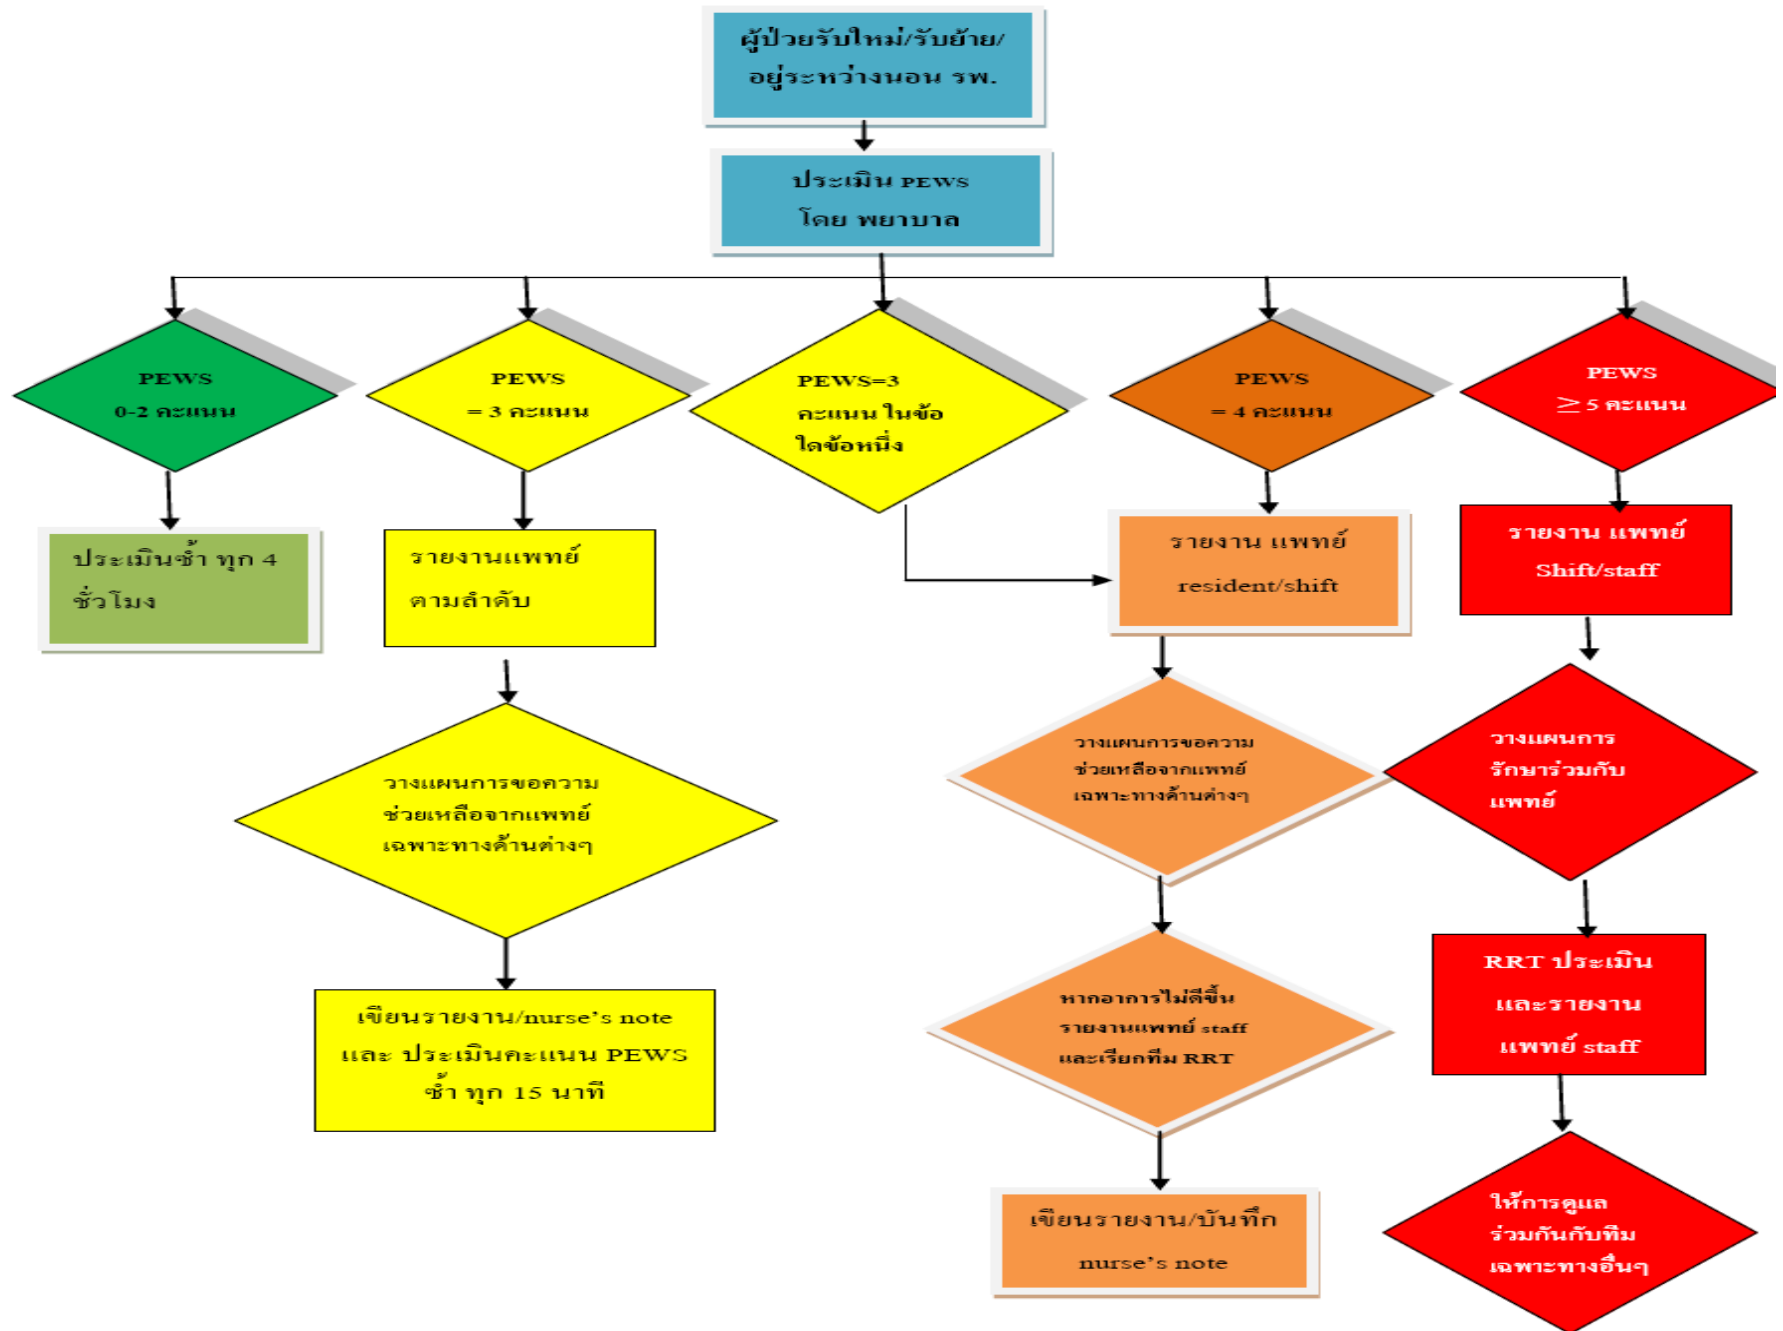 ผู้ป่วยรับใหม่/รับย้าย/
อยู่ระหว่างนอน รพ.
ประเมิน PEWS
โดย พยาบาล
PEWS
0-2 คะแนน
PEWS
= 3 คะแนน
PEWS=3
คะแนน ในข้อ
ใดข้อหนึ่ง
PEWS
= 4 คะแนน
PEWS
≥ 5 คะแนน
ประเมินซ้ำ ทุก 4
ชั่วโมง
รายงานแพทย์
ตามลำดับ
รายงาน แพทย์
resident/shift
รายงาน แพทย์
Shift/staff
วางแผนการขอความ
ช่วยเหลือจากแพทย์
เฉพาะทางด้านต่างๆ
วางแผนการขอความ
ช่วยเหลือจากแพทย์
เฉพาะทางด้านต่างๆ
วางแผนการ
รักษาร่วมกับ
แพทย์
เขียนรายงาน/nurse’s note
และ ประเมินคะแนน PEWS
ซ้ำ ทุก 15 นาที
หากอาการไม่ดีขึ้น
รายงานแพทย์ staff
และเรียกทีม RRT
RRT ประเมิน
และรายงาน
แพทย์ staff
เขียนรายงาน/บันทึก
nurse’s note
ให้การดูแล
ร่วมกันกับทีม
เฉพาะทางอื่นๆ